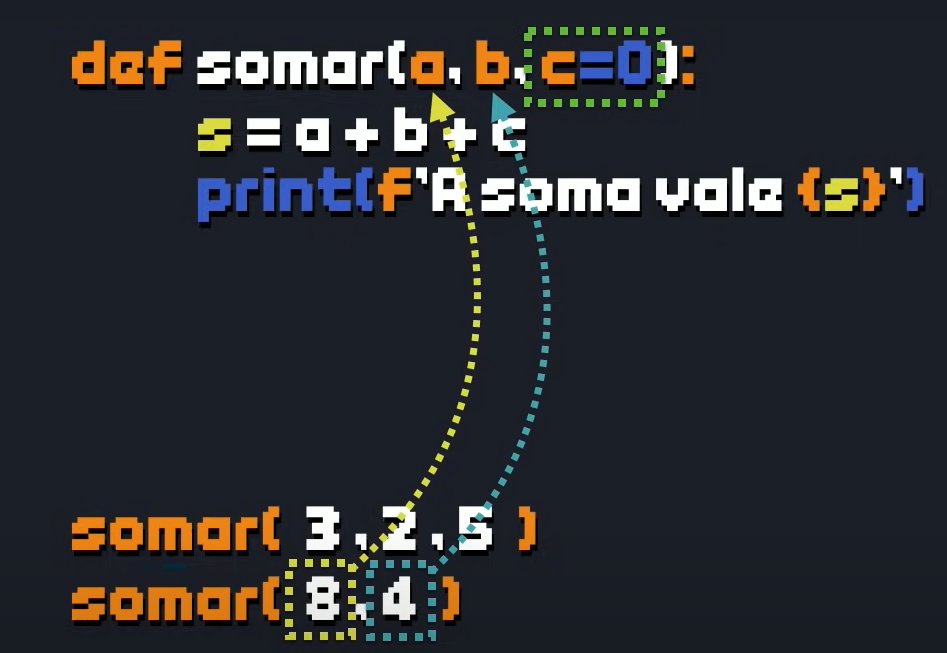 def somar(a, b, c=0):
s = a + b + c
print(f'A soma vale {s}')
somar( 3 , 2 , 5 )
somar( 8 , 4 )